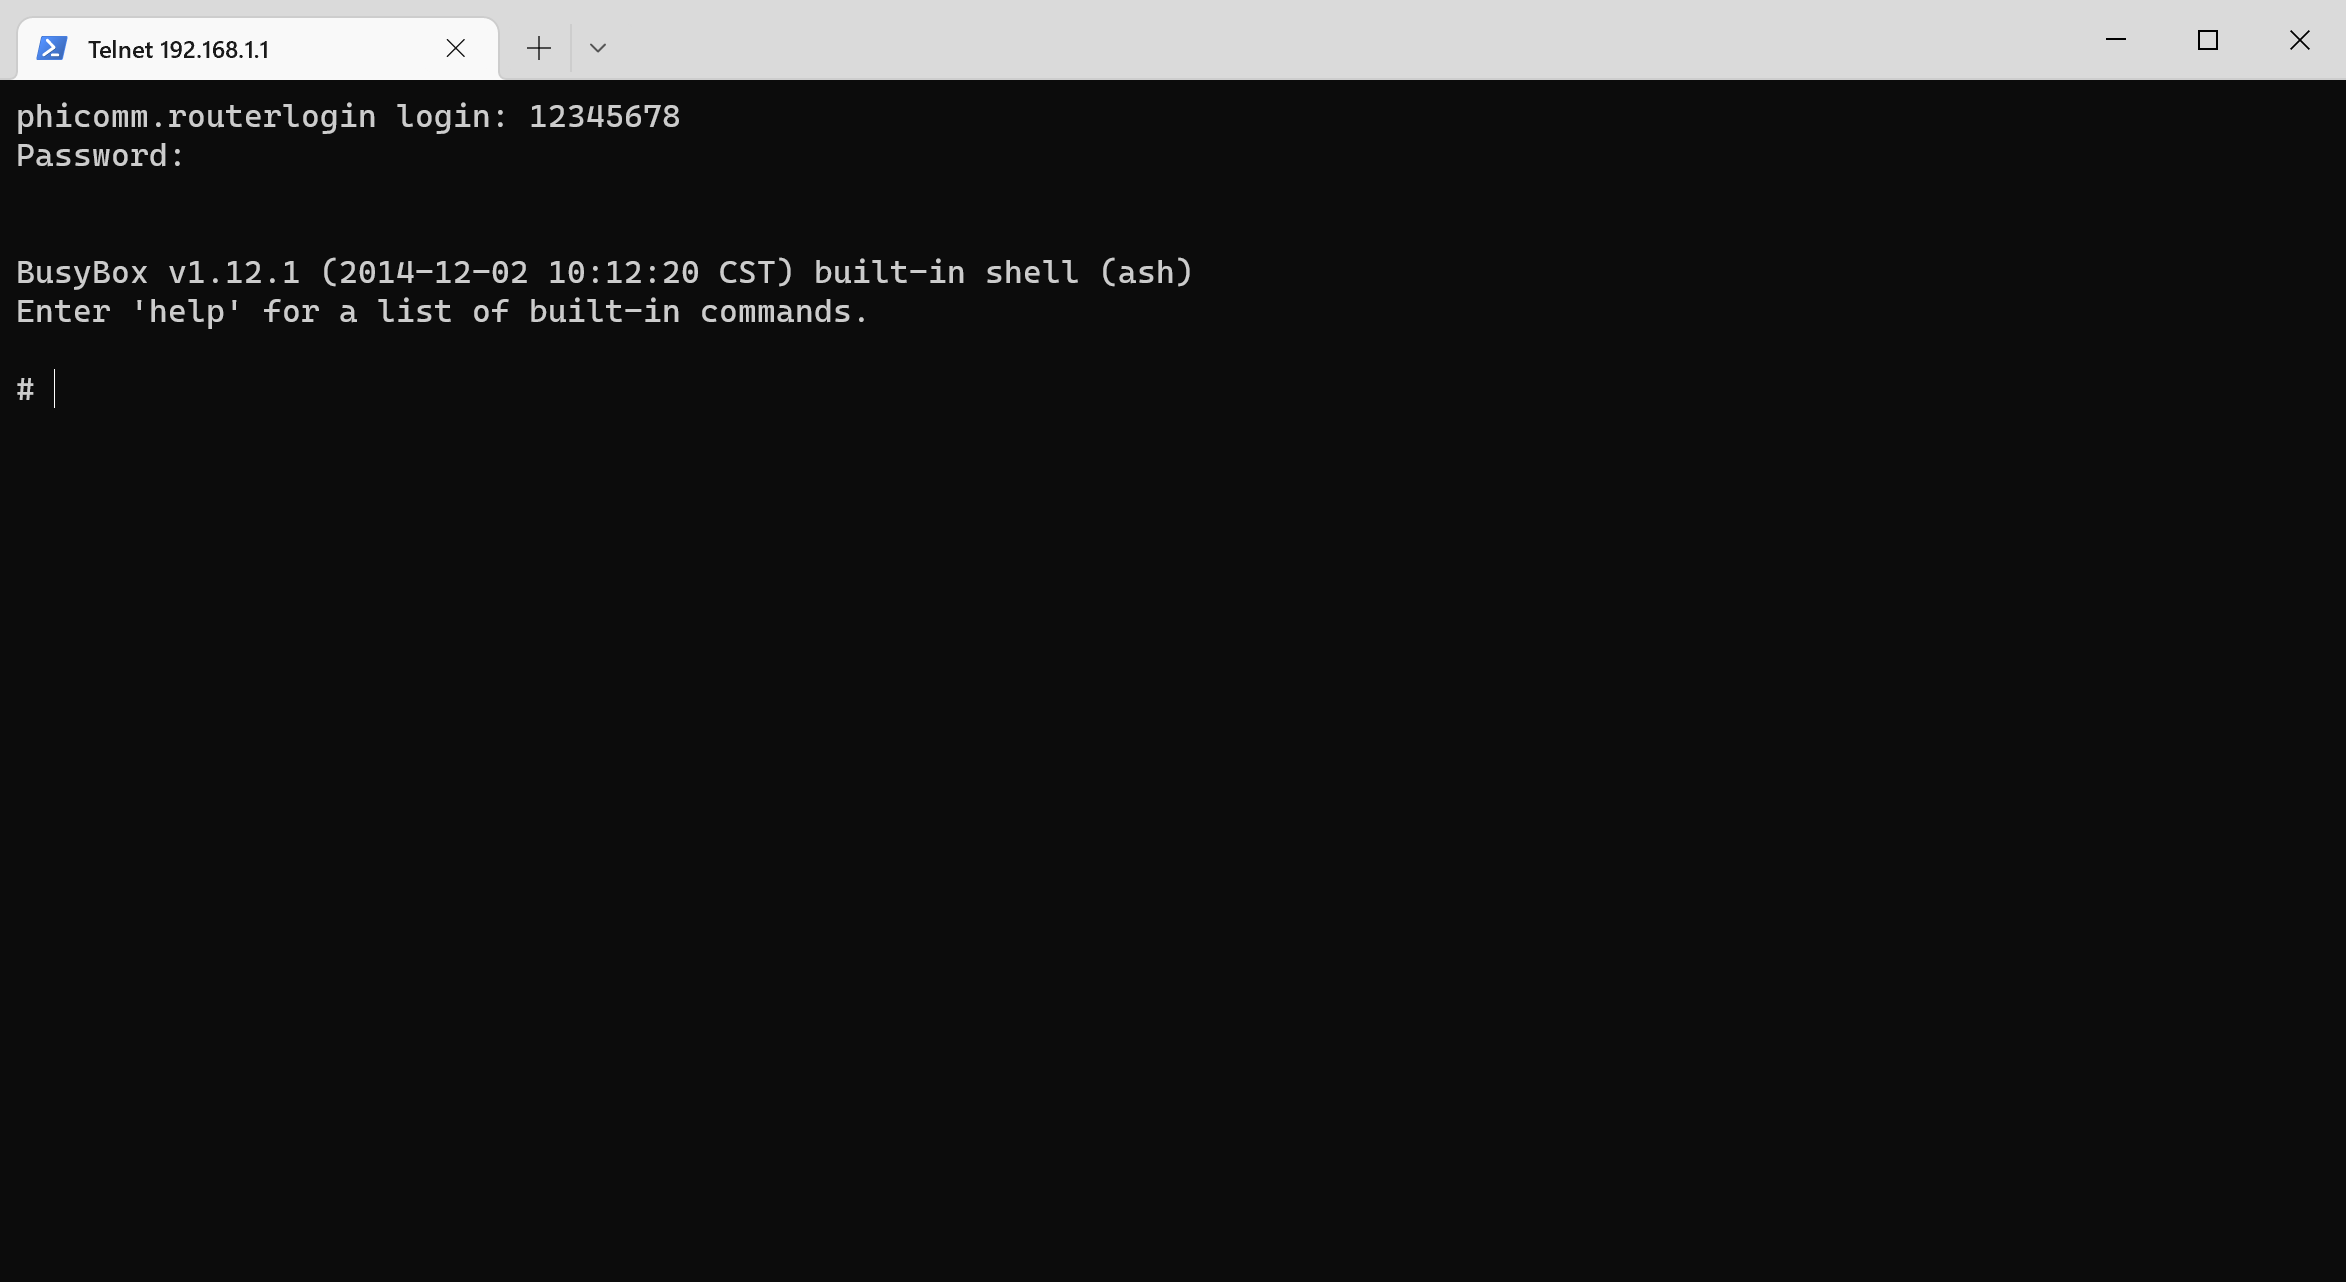 Telnet 192.168.1.1
phicomm.routerlogin login: 12345678
Password:
BusyBox v1.12.1 (2014-12-02 10:12:20 CST) built-in shell (ash)
Enter 'help' for a list of built-in commands.
#